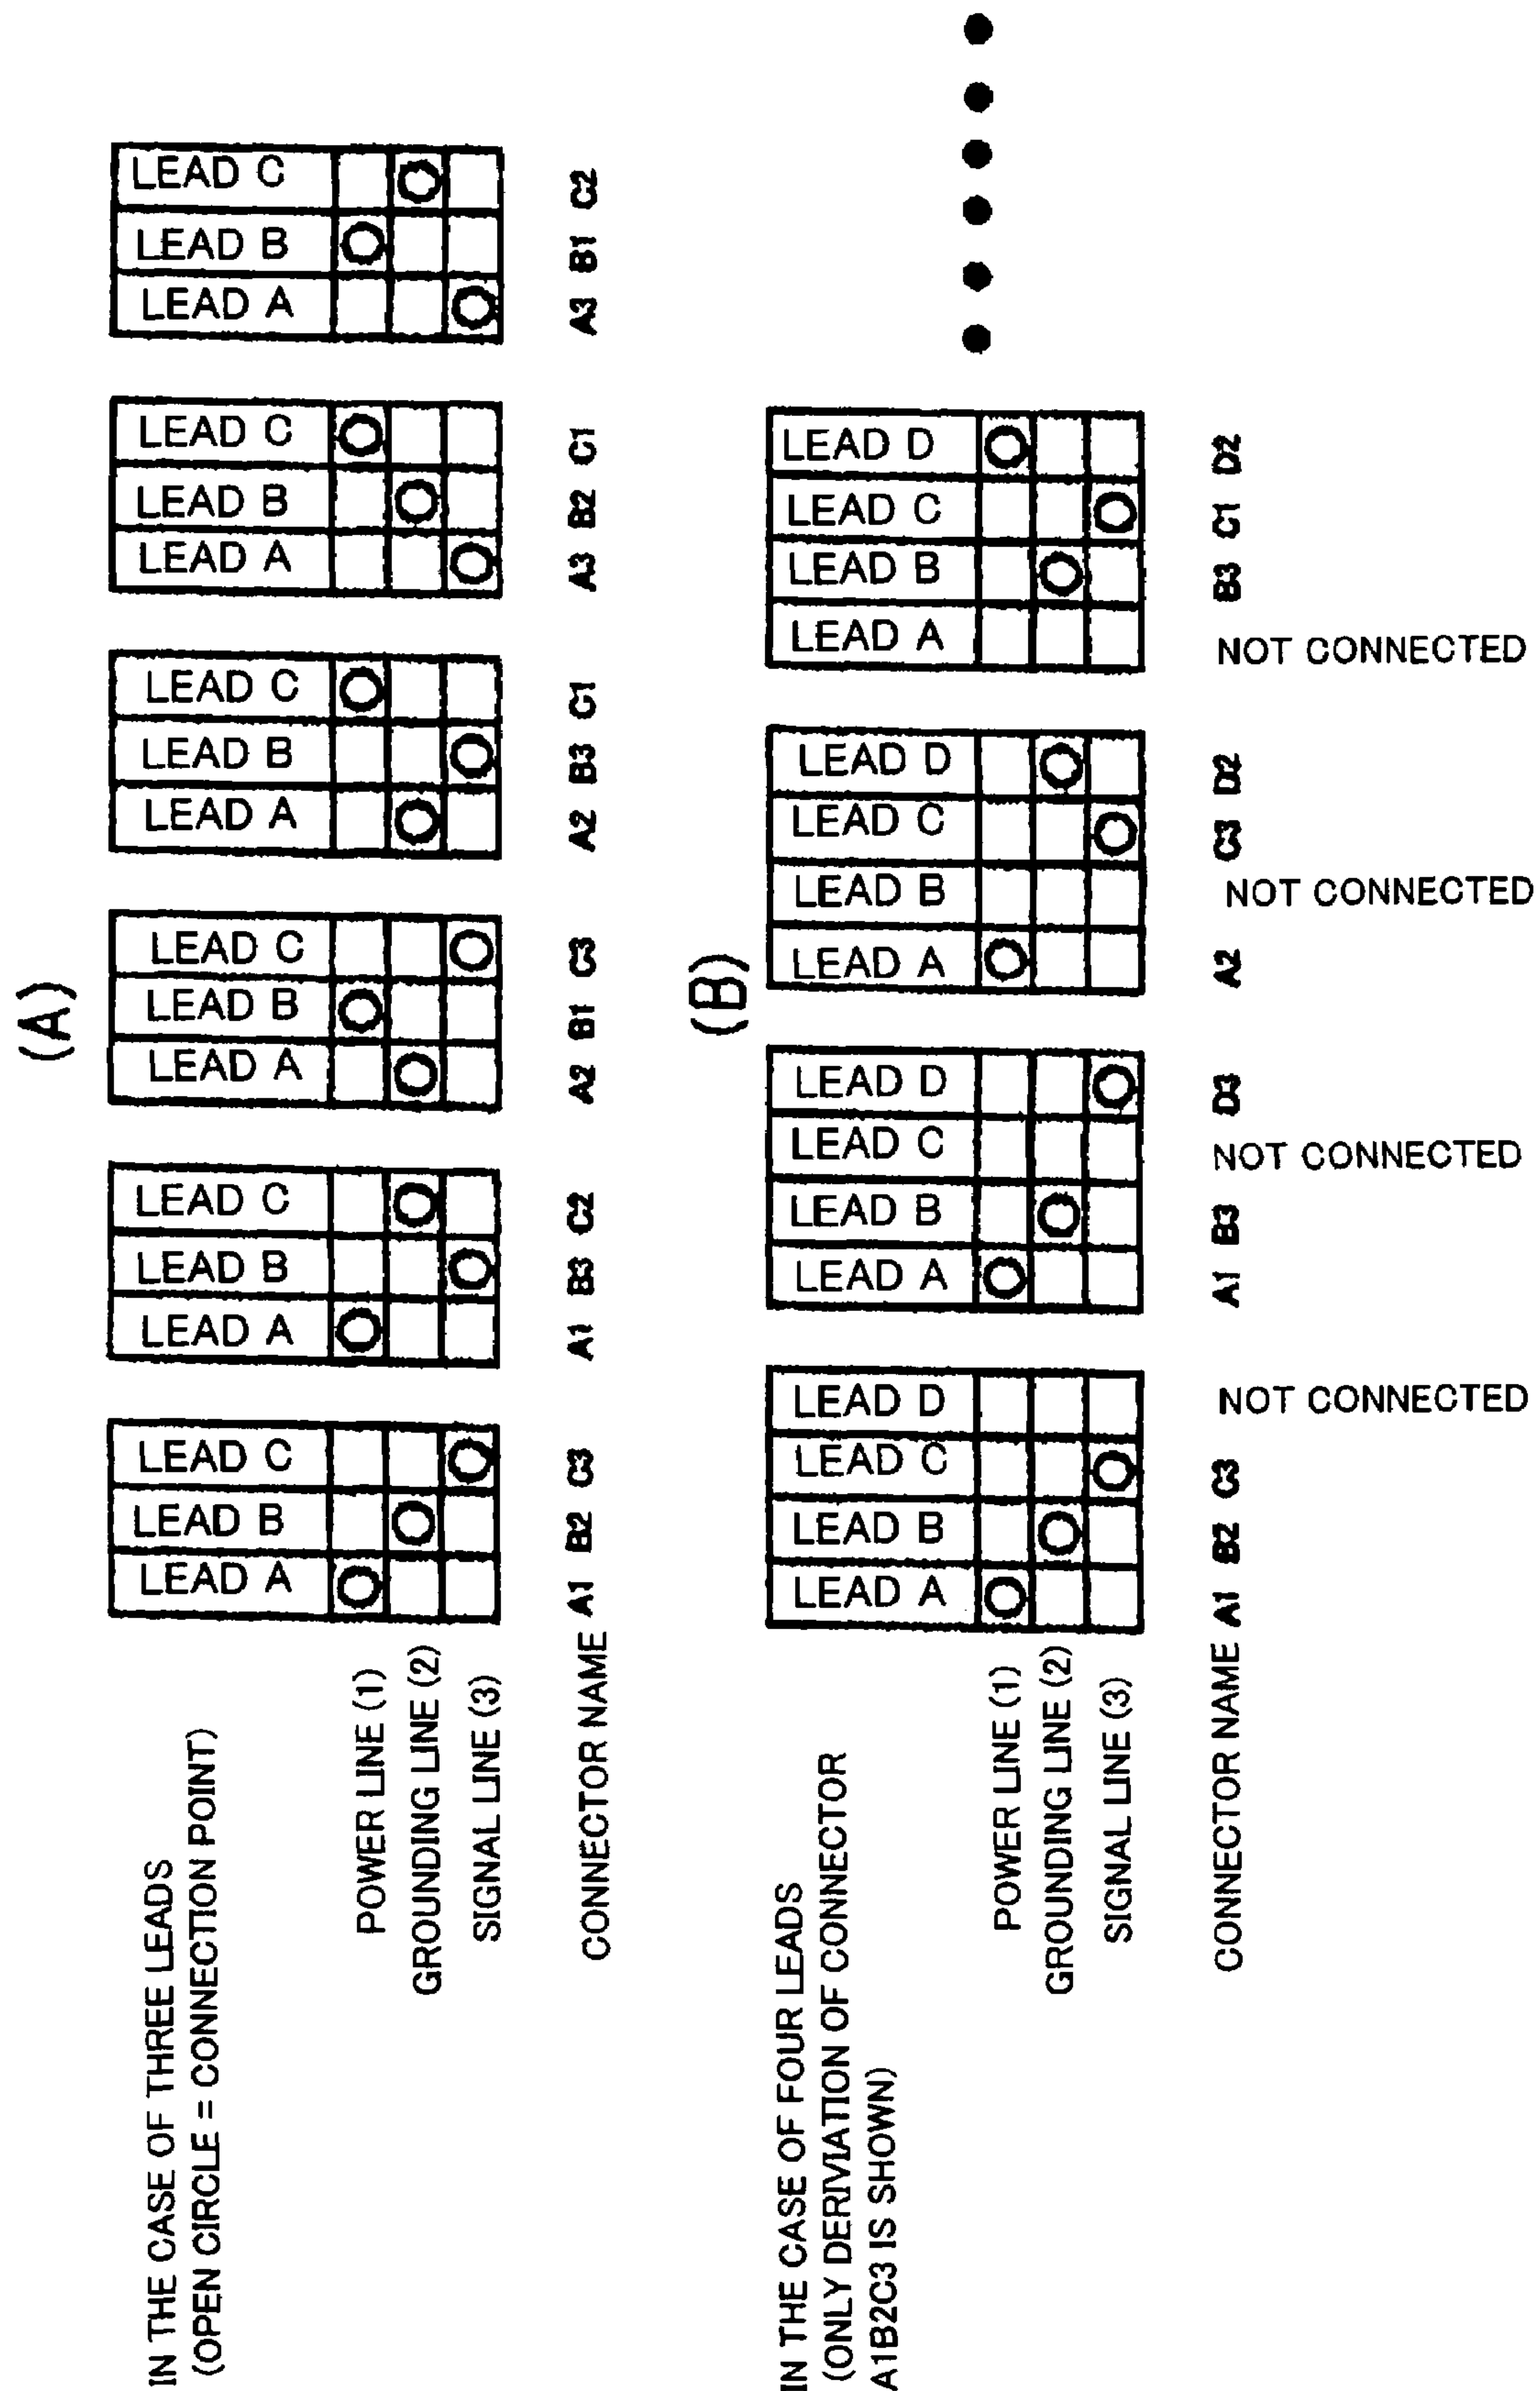 (A)
IN THE CASE OF THREE LEADS
(OPEN CIRCLE = CONNECTION POINT)
LEAD A
LEAD B
LEAD C
LEAD A
LEAD B
LEAD C
LEAD A
LEAD B
LEAD C
LEAD A
LEAD B
LEAD C
LEAD A
LEAD B
LEAD C
LEAD A
LEAD B
LEAD C
POWER LINE (1)
GROUNDING LINE (2)
SIGNAL LINE (3)
CONNECTOR NAME A1 B2 C3 A1 B3 C2 A2 B1 C3 A2 B3 C1 A3 B2 C1 A3 B1 C2
(B)
IN THE CASE OF FOUR LEADS
(ONLY DERIVIATION OF CONNECTOR
A1B2C3 IS SHOWN)
LEAD A
LEAD B
LEAD C
LEAD D
LEAD A
LEAD B
LEAD C
LEAD D
LEAD A
LEAD B
LEAD C
LEAD D
LEAD A
LEAD B
LEAD C
LEAD D
POWER LINE (1)
GROUNDING LINE (2)
SIGNAL LINE (3)
CONNECTOR NAME A1 B2 C3 NOT CONNECTED A1 B3 NOT CONNECTED D3 A2 NOT CONNECTED C3 D2 NOT CONNECTED B3 C1 D2